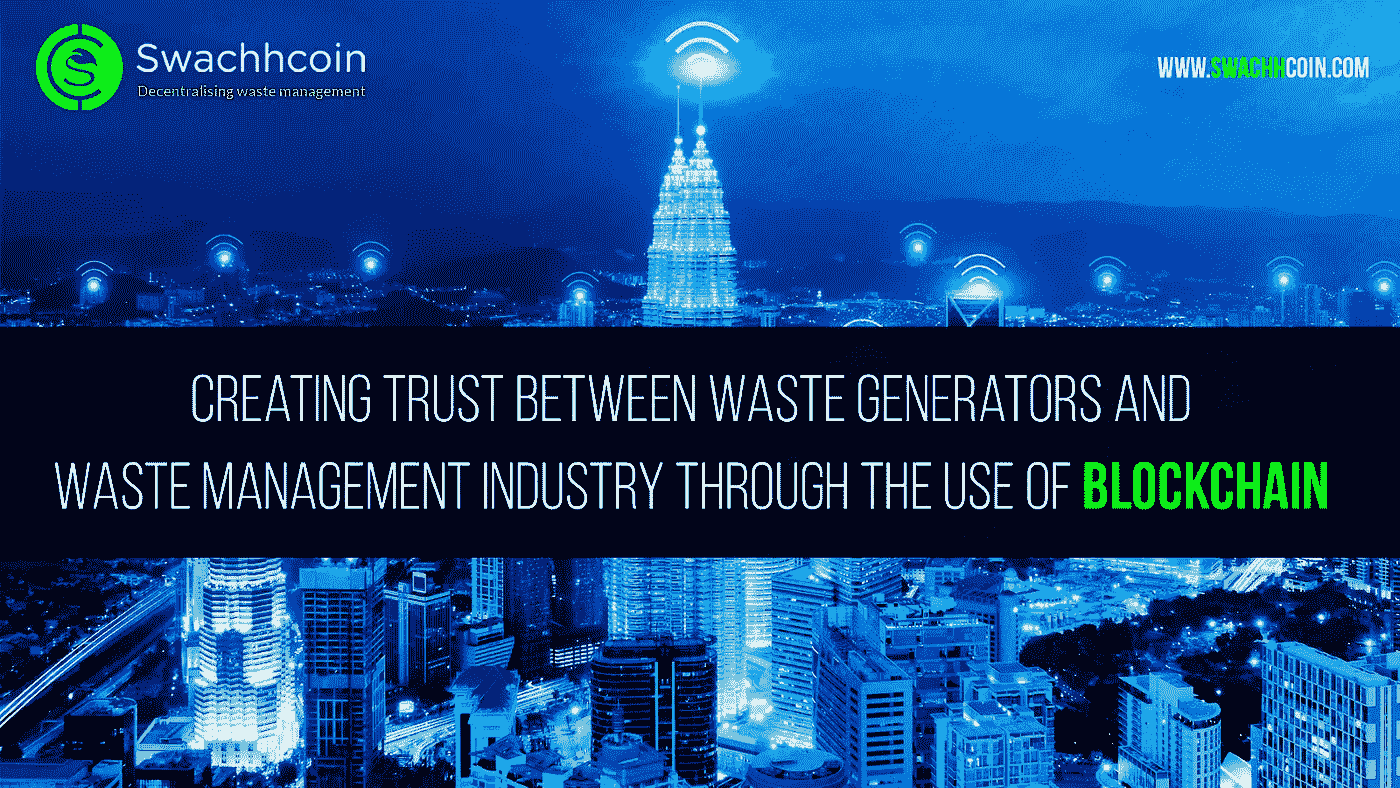 Swachhcoin
Decentralising waste management
WWW.SWACHHCOIN.COM
CREATING TRUST BETWEEN WASTE GENERATORS AND
WASTE MANAGEMENT INDUSTRY THROUGH THE USE OF BLOCKCHAIN